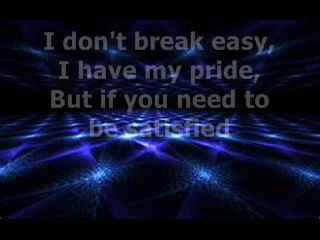 I don't break easy,
I have my pride,
But if you need to
be satisfied